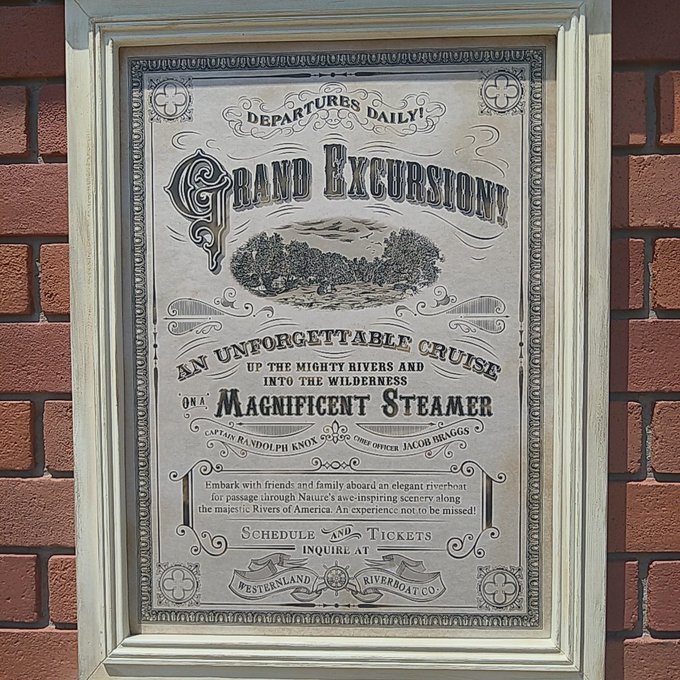 DEPARTURES DAILY!
GRAND EXCURSION!
AN UNFORGETTABLE CRUISE
UP THE MIGHTY RIVERS AND
INTO THE WILDERNESS
ON A MAGNIFICENT STEAMER
CAPTAIN RANDOLPH KNOX CHIEF OFFICER JACOB BRAGGS
Embark with friends and family aboard an elegant riverboat
for passage through Nature's awe-inspiring scenery along
the majestic Rivers of America. An experience not to be missed!
SCHEDULE AND TICKETS
INQUIRE AT
WESTERNLAND RIVERBOAT CO.